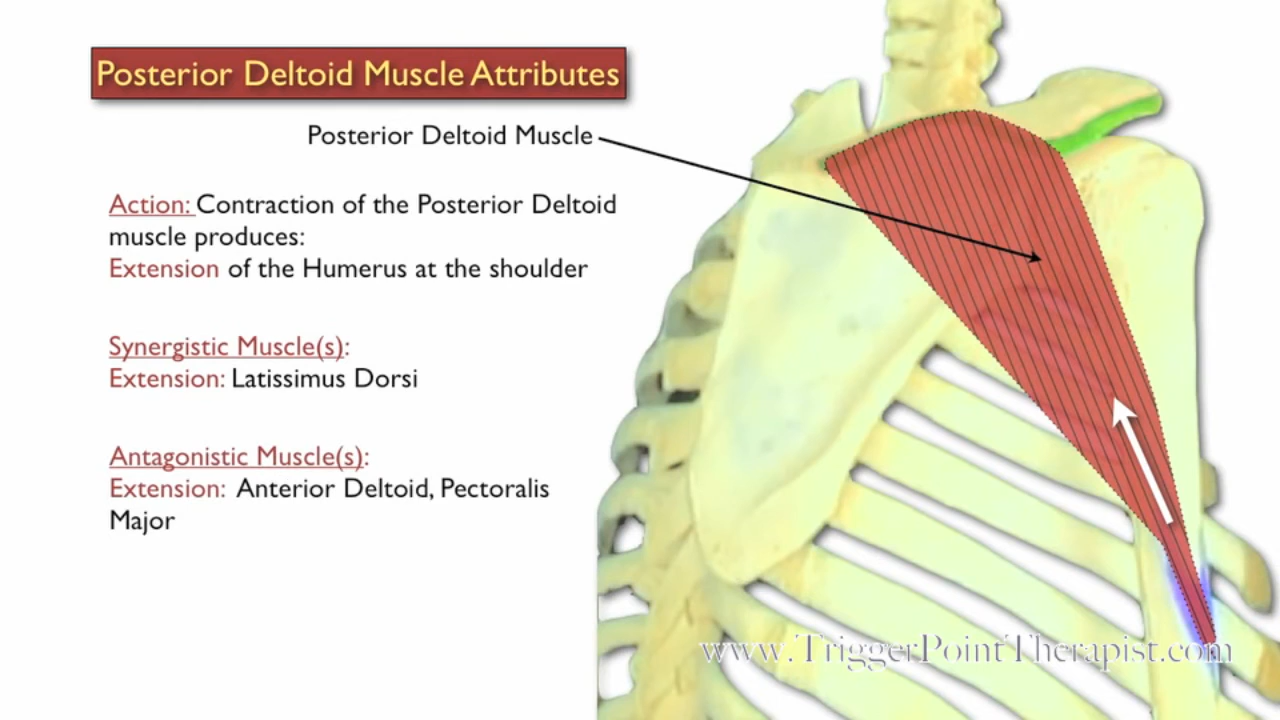 Posterior Deltoid Muscle Attributes
Posterior Deltoid Muscle
Action: Contraction of the Posterior Deltoid
muscle produces:
Extension of the Humerus at the shoulder
Synergistic Muscle(s):
Extension: Latissimus Dorsi
Antagonistic Muscle(s):
Extension: Anterior Deltoid, Pectoralis
Major
www.TriggerPointTherapist.com